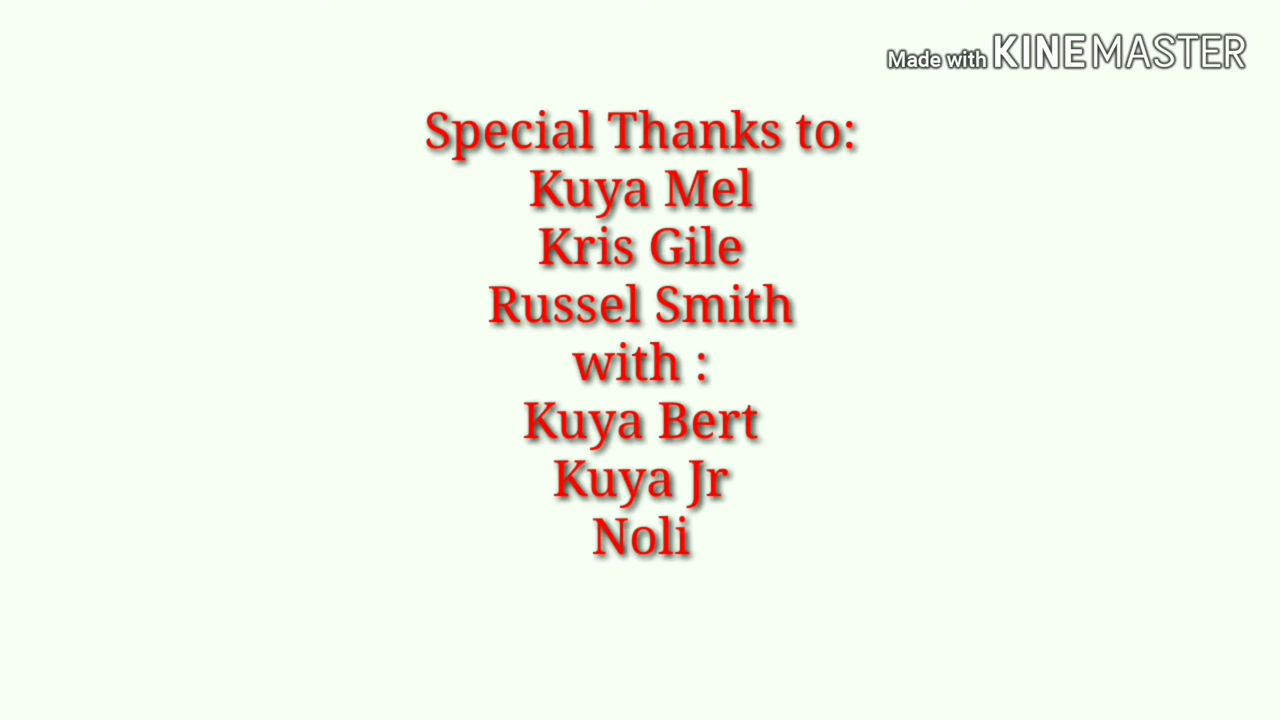 Made with KINEMASTER
Special Thanks to:
Kuya Mel
Kris Gile
Russel Smith
with :
Kuya Bert
Kuya Jr
Noli